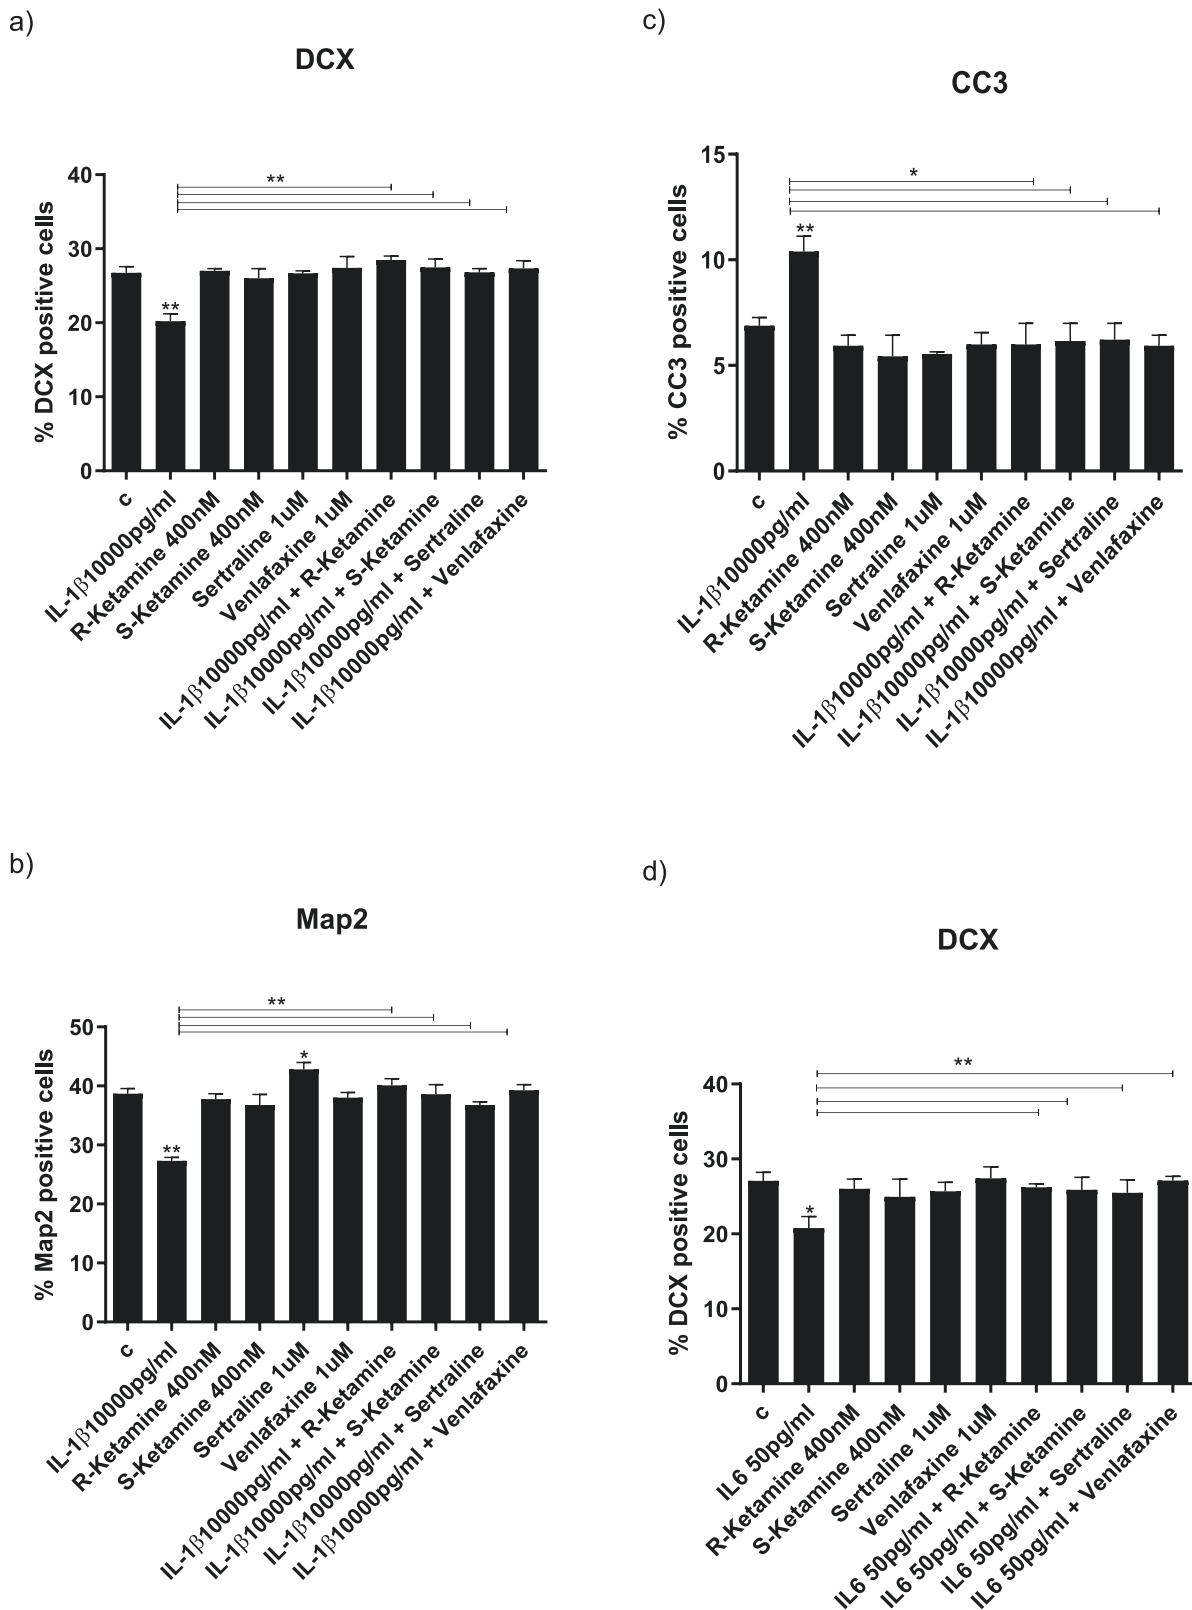 a)
DCX
% DCX positive cells
40
30
20
10
0
**
**
c
IL-1β10000pg/ml
R-Ketamine 400nM
S-Ketamine 400nM
Sertraline 1uM
Venlafaxine 1uM
IL-1β10000pg/ml + R-Ketamine
IL-1β10000pg/ml + S-Ketamine
IL-1β10000pg/ml + Sertraline
IL-1β10000pg/ml + Venlafaxine
c)
CC3
% CC3 positive cells
15
10
5
0
*
**
c
IL-1β10000pg/ml
R-Ketamine 400nM
S-Ketamine 400nM
Sertraline 1uM
Venlafaxine 1uM
IL-1β10000pg/ml + R-Ketamine
IL-1β10000pg/ml + S-Ketamine
IL-1β10000pg/ml + Sertraline
IL-1β10000pg/ml + Venlafaxine
b)
Map2
% Map2 positive cells
50
40
30
20
10
0
**
*
**
c
IL-1β10000pg/ml
R-Ketamine 400nM
S-Ketamine 400nM
Sertraline 1uM
Venlafaxine 1uM
IL-1β10000pg/ml + R-Ketamine
IL-1β10000pg/ml + S-Ketamine
IL-1β10000pg/ml + Sertraline
IL-1β10000pg/ml + Venlafaxine
d)
DCX
% DCX positive cells
40
30
20
10
0
**
*
c
IL6 50pg/ml
R-Ketamine 400nM
S-Ketamine 400nM
Sertraline 1uM
Venlafaxine 1uM
IL6 50pg/ml + R-Ketamine
IL6 50pg/ml + S-Ketamine
IL6 50pg/ml + Sertraline
IL6 50pg/ml + Venlafaxine